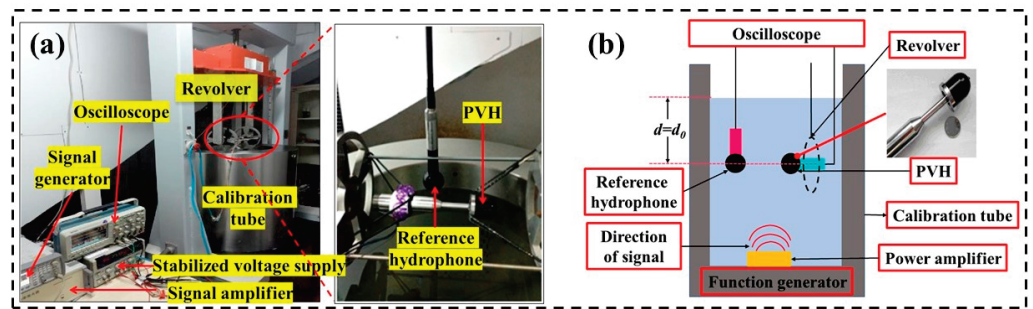 (a)
Revolver
Oscilloscope
Signal
generator
Calibration
tube
Stabilized voltage supply
Signal amplifier
PVH
Reference
hydrophone
(b)
Oscilloscope
Revolver
d=d₀
Reference
hydrophone
PVH
Calibration tube
Direction
of signal
Power amplifier
Function generator